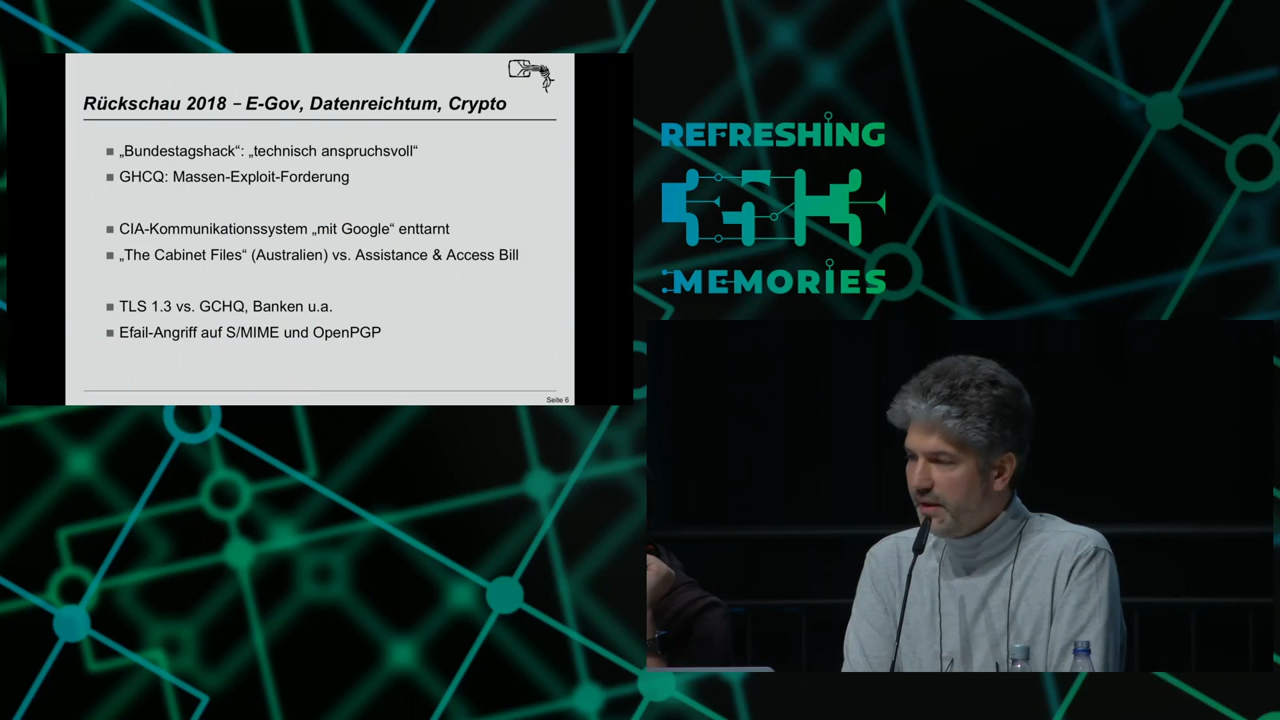 Rückschau 2018 – E-Gov, Datenreichtum, Crypto
„Bundestagshack“: „technisch anspruchsvoll“
GHCQ: Massen-Exploit-Forderung
CIA-Kommunikationssystem „mit Google“ enttarnt
„The Cabinet Files“ (Australien) vs. Assistance & Access Bill
TLS 1.3 vs. GCHQ, Banken u.a.
Efail-Angriff auf S/MIME und OpenPGP
Seite 6
REFRESHING
MEMORIES